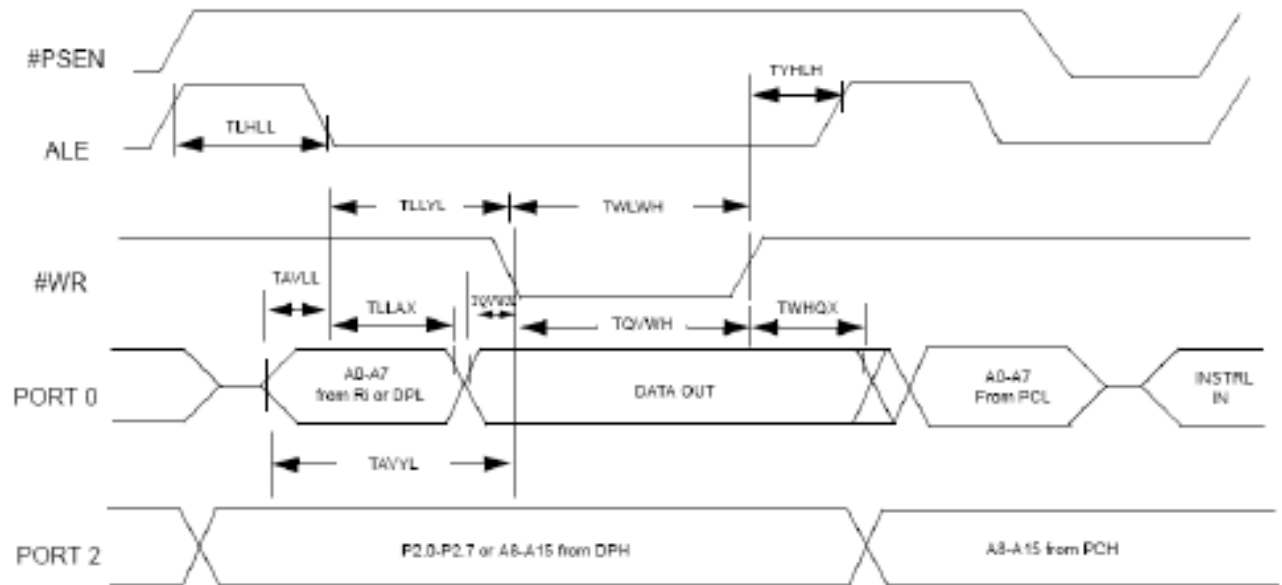 #PSEN
TYHLH
TLHLL
ALE
TLLYL
TWLWH
#WR
TAVLL
TLLAX
TQVWH
TWHQX
PORT 0
A0-A7
from Ri or DPL
DATA OUT
A0-A7
From PCL
INSTRL
IN
TAVYL
PORT 2
P2.0-P2.7 or A8-A15 from DPH
A8-A15 from PCH